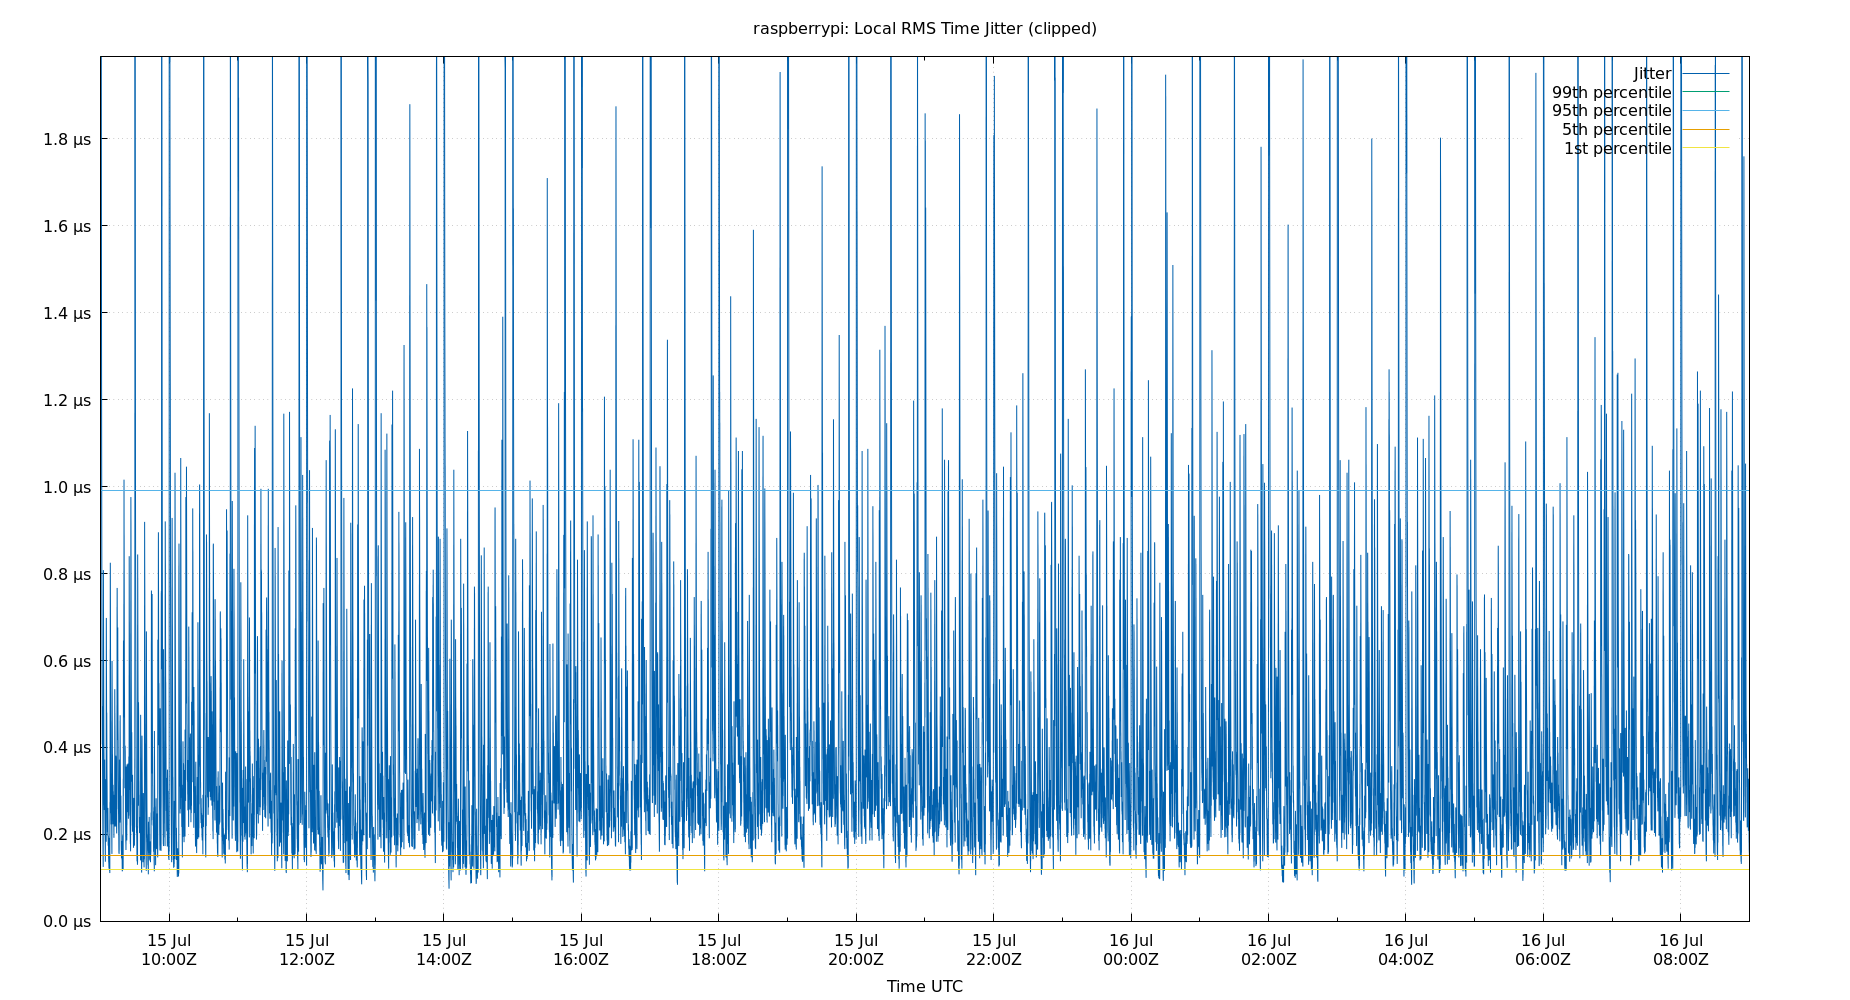 raspberrypi: Local RMS Time Jitter (clipped)
Jitter
99th percentile
95th percentile
5th percentile
1st percentile
1.8 µs
1.6 µs
1.4 µs
1.2 µs
1.0 µs
0.8 µs
0.6 µs
0.4 µs
0.2 µs
0.0 µs
15 Jul 15 Jul 15 Jul 15 Jul 15 Jul 15 Jul 15 Jul 16 Jul 16 Jul 16 Jul 16 Jul 16 Jul
10:00Z 12:00Z 14:00Z 16:00Z 18:00Z 20:00Z 22:00Z 00:00Z 02:00Z 04:00Z 06:00Z 08:00Z
Time UTC